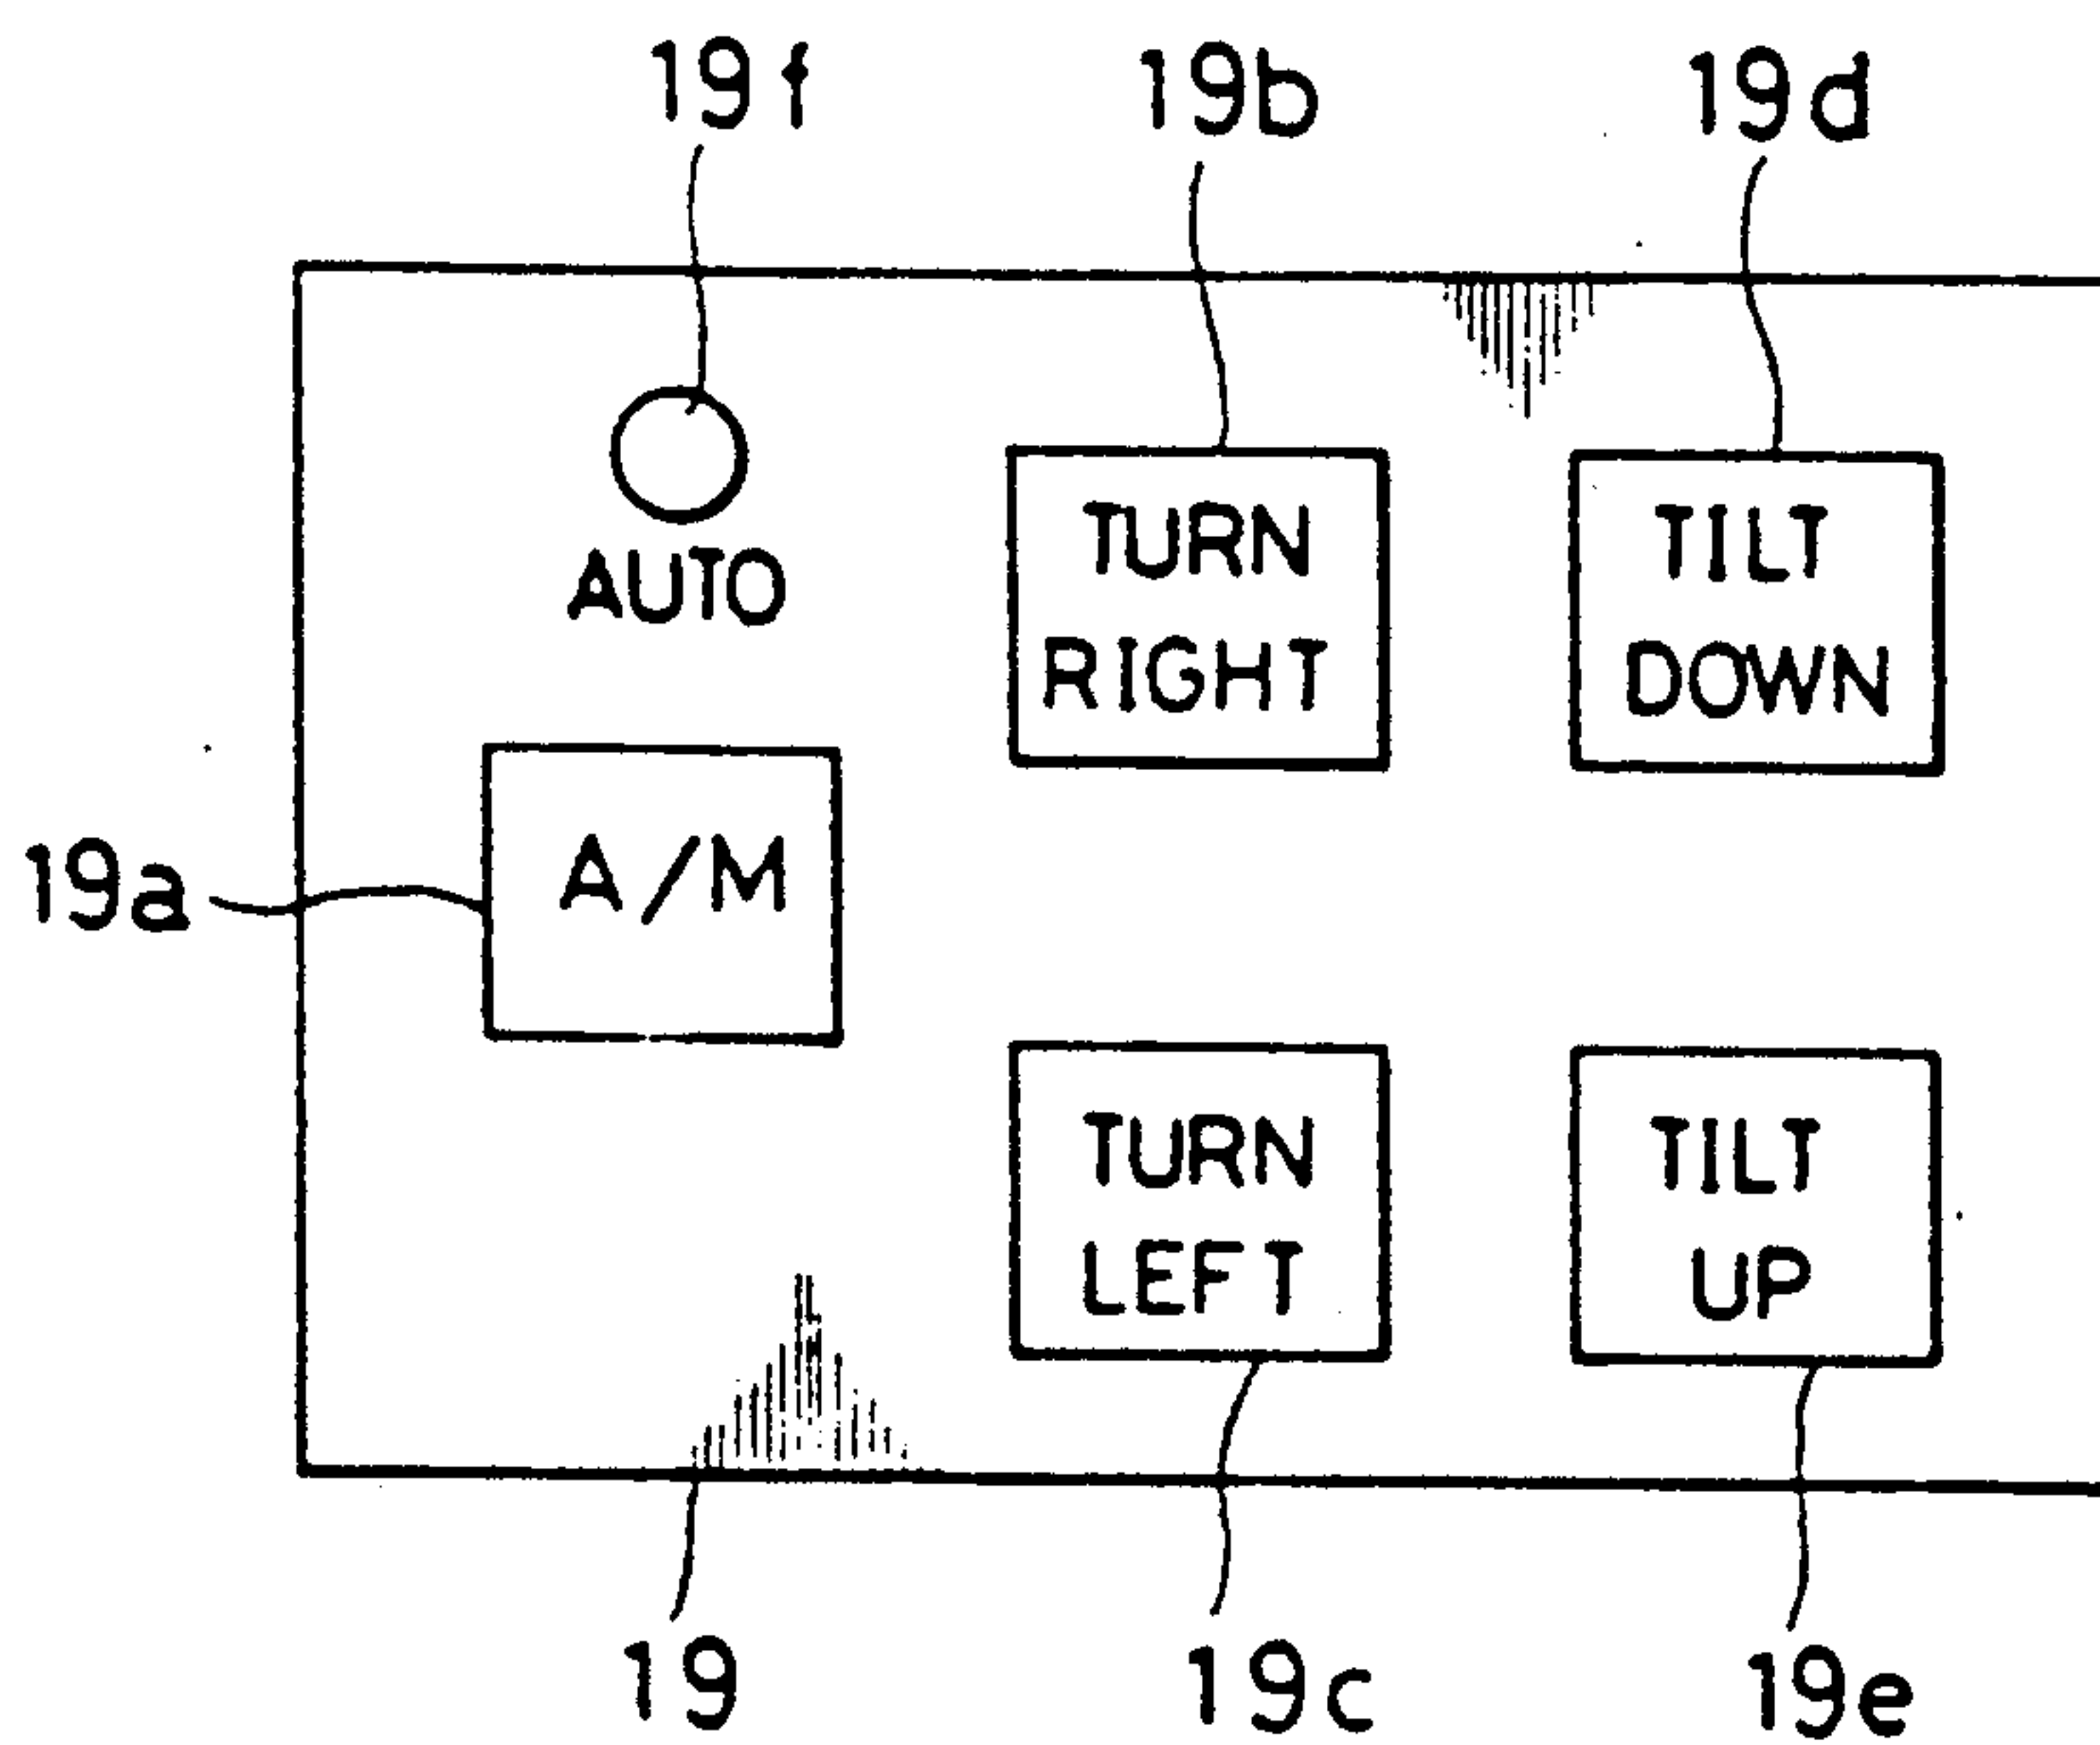 19f 19b 19d
AUTO
TURN
RIGHT
TILT
DOWN
19a
A/M
TURN
LEFT
TILT
UP
19 19c 19e